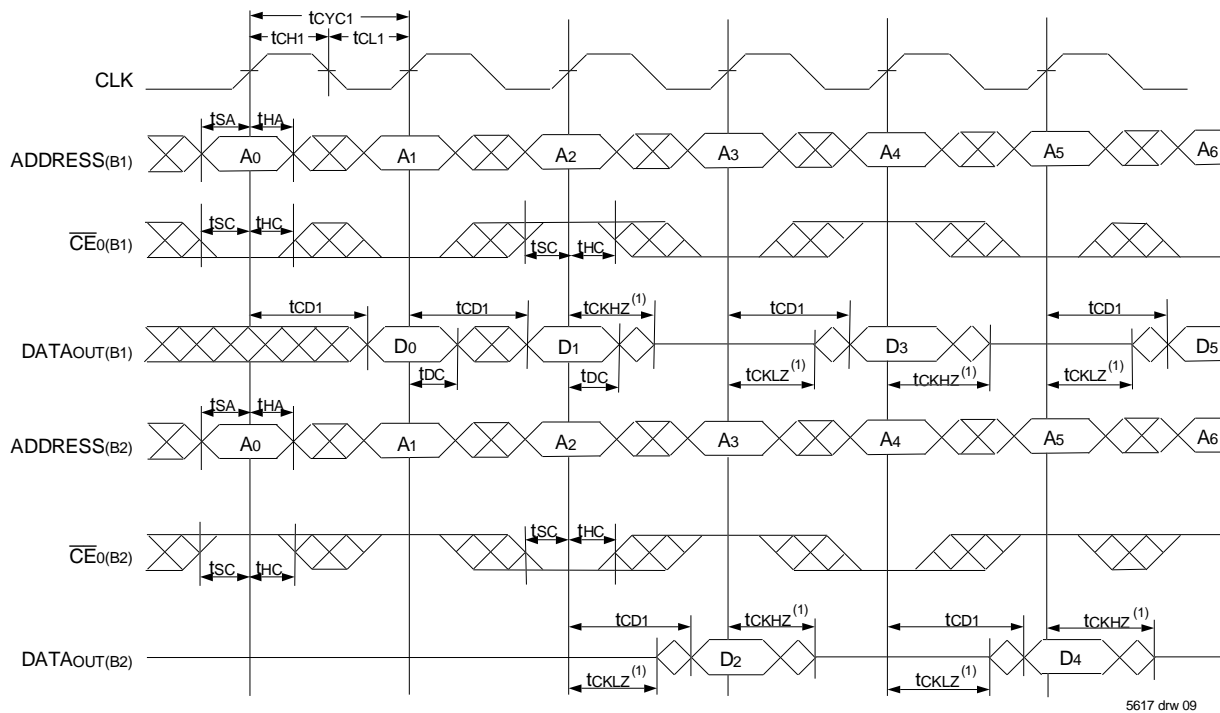 tCYC1
tCH1 tCL1
CLK
tSA tHA
ADDRESS(B1) A0 A1 A2 A3 A4 A5 A6
tSC tHC
CE0(B1) tSC tHC
tCD1 tCD1 tCKHZ(1) tCD1 tCD1
DATAOUT(B1) D0 D1 D3 D5
tDC tDC tCKLZ(1) tCKHZ(1) tCKLZ(1)
tSA tHA
ADDRESS(B2) A0 A1 A2 A3 A4 A5 A6
tSC tHC
CE0(B2)
tSC tHC
tCD1 tCKHZ(1) tCD1 tCKHZ(1)
DATAOUT(B2) D2 D4
tCKLZ(1) tCKLZ(1)
5617 drw 09